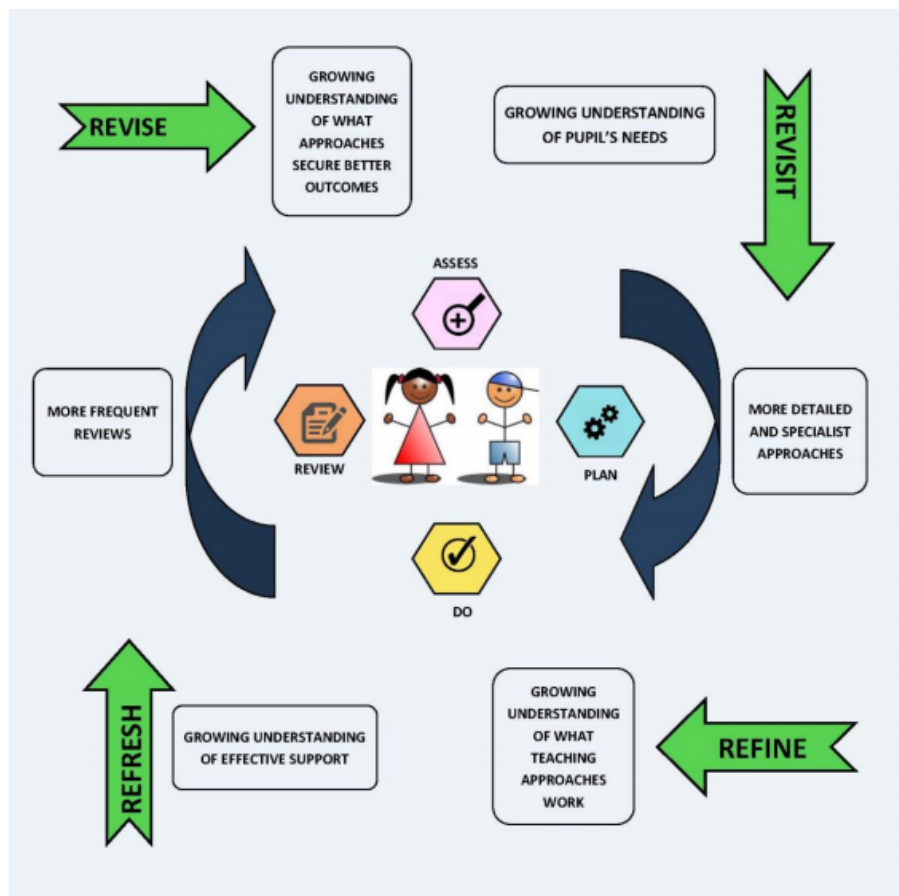 REVISE
GROWING
UNDERSTANDING
OF WHAT
APPROACHES
SECURE BETTER
OUTCOMES
GROWING UNDERSTANDING
OF PUPIL'S NEEDS
REVISIT
ASSESS
MORE FREQUENT
REVIEWS
REVIEW
PLAN
MORE DETAILED
AND SPECIALIST
APPROACHES
DO
REFRESH
GROWING UNDERSTANDING
OF EFFECTIVE SUPPORT
GROWING
UNDERSTANDING
OF WHAT
TEACHING
APPROACHES
WORK
REFINE